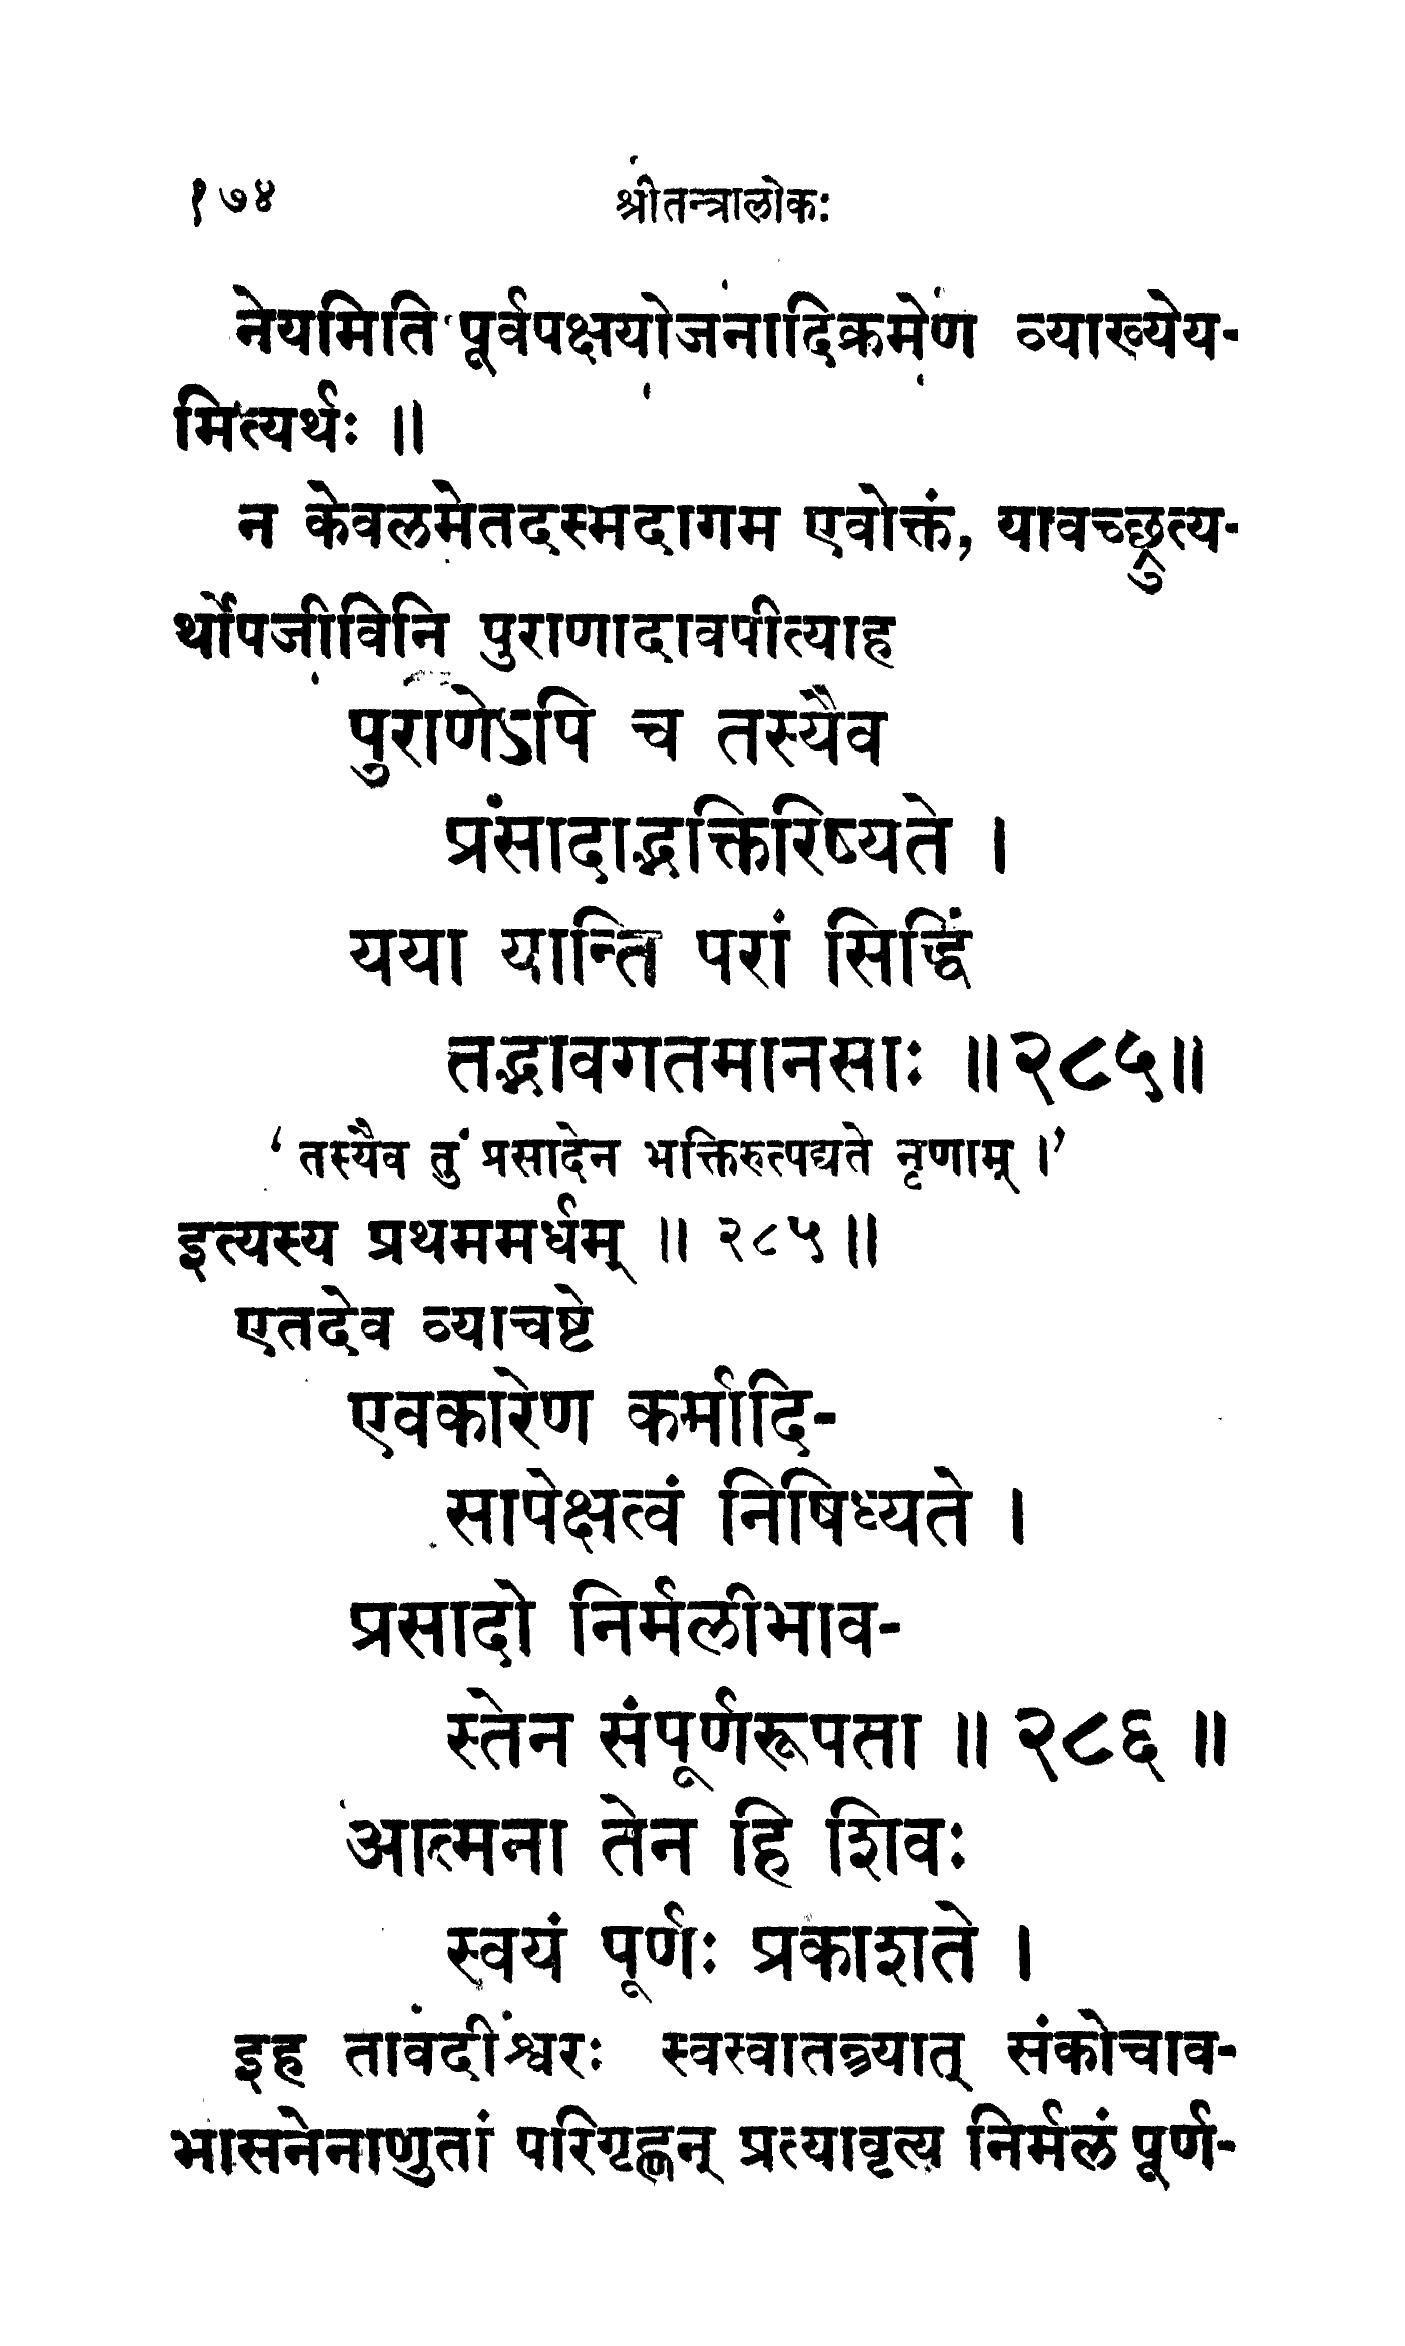 १७४ श्रीतन्त्रालोकः
नेयमिति पूर्वपक्षयोजनादिक्रमेण व्याख्येय-
मित्यर्थः ॥
न केवलमेतदस्मदागम एवोक्तं, यावच्छ्रुत्य-
र्थोपजीविनि पुराणादावपीत्याह
पुराणेऽपि च तस्यैव
प्रसादाद्भक्तिरिष्यते ।
यया यान्ति परां सिद्धिं
तद्भावगतमानसाः ॥२८५॥
‘ तस्यैव तु प्रसादेन भक्तिरुत्पद्यते नृणाम् ।’
इत्यस्य प्रथममर्धम् ॥ २८५ ॥
एतदेव व्याचष्टे
एवकारेण कर्मादि-
सापेक्षत्वं निषिध्यते ।
प्रसादो निर्मलीभाव-
स्तेन संपूर्णरूपता ॥ २८६ ॥
आत्मना तेन हि शिवः
स्वयं पूर्णः प्रकाशते ।
इह तावदीश्वरः स्वस्वातन्त्र्यात् संकोचाव-
भासनेनाणुतां परिगृह्णन् प्रत्यावृत्य निर्मलं पूर्ण-